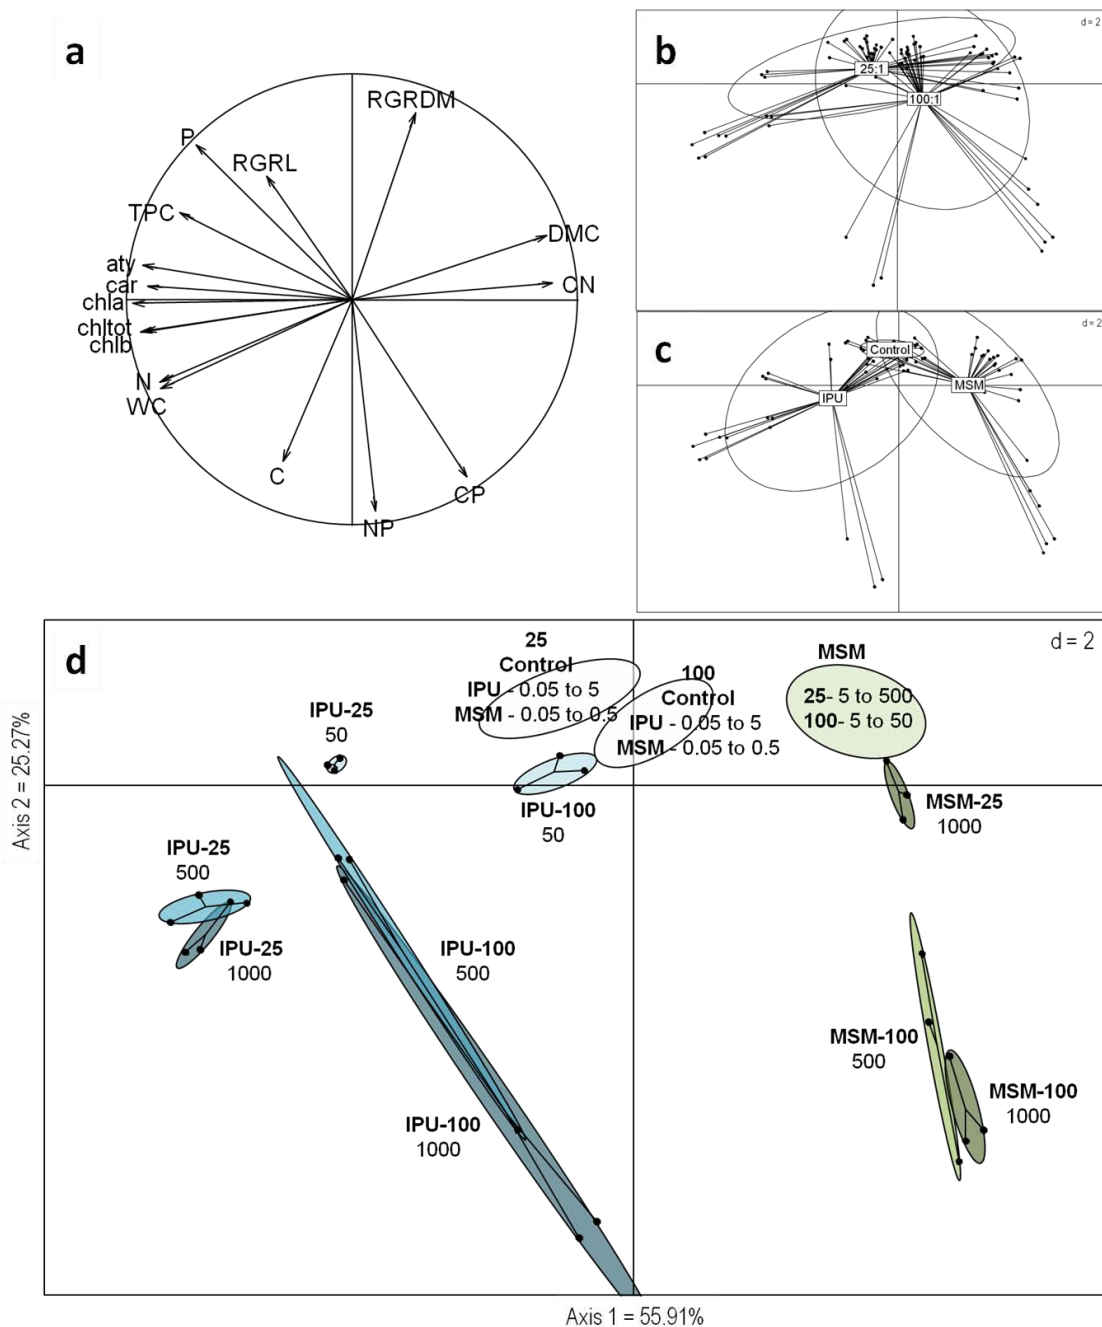 a
RGRDM
P
RGRL
TPC
DMC
aty
car
CN
chla
chltot
chlb
N
WC
C
CP
NP
b
d = 2
25:1
100:1
c
d = 2
Control
IPU
MSM
d
d = 2
25
Control
IPU - 0.05 to 5
MSM - 0.05 to 0.5
100
Control
IPU - 0.05 to 5
MSM - 0.05 to 0.5
MSM
25- 5 to 500
100- 5 to 50
IPU-25
50
IPU-100
50
MSM-25
1000
IPU-25
500
IPU-25
1000
IPU-100
500
MSM-100
500
MSM-100
1000
IPU-100
1000
Axis 2 = 25.27%
Axis 1 = 55.91%